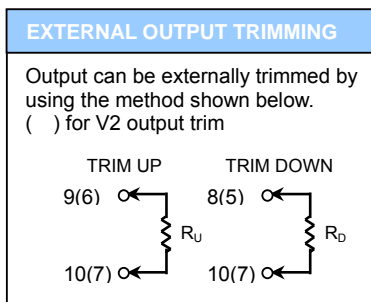 EXTERNAL OUTPUT TRIMMING
Output can be externally trimmed by
using the method shown below.
( ) for V2 output trim
TRIM UP TRIM DOWN
9(6) 8(5)
RU RD
10(7) 10(7)